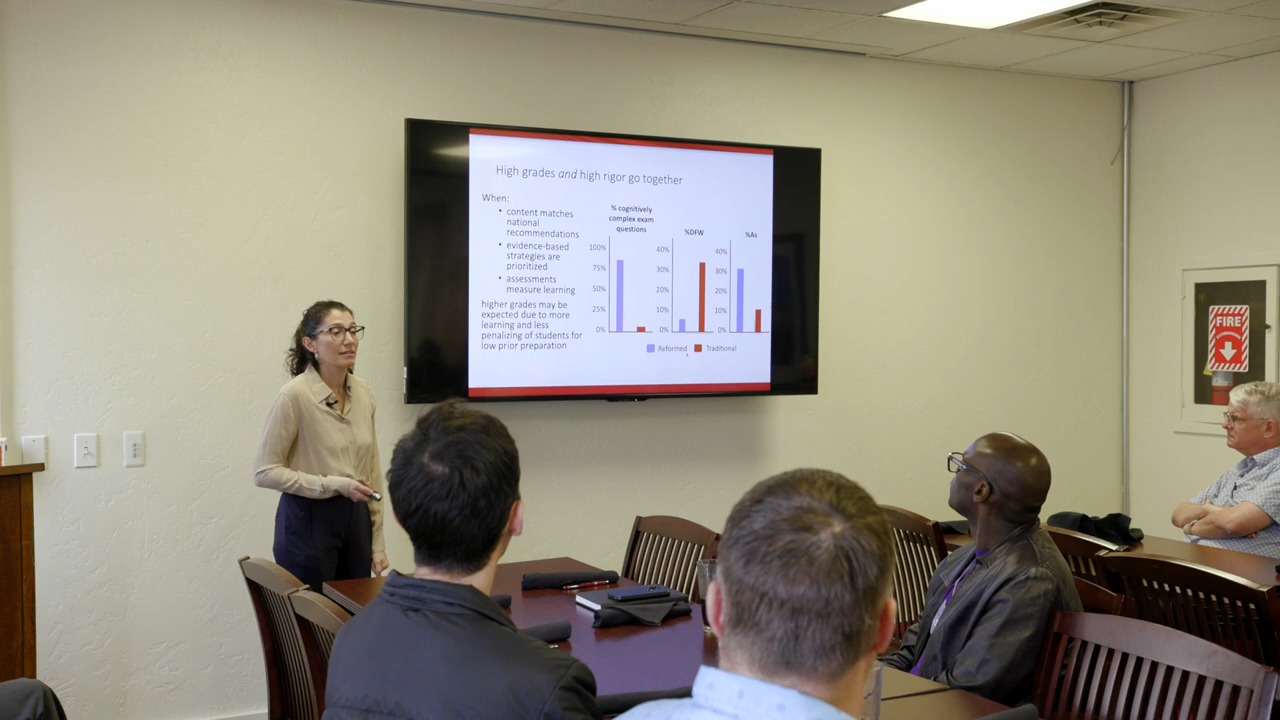 High grades and high rigor go together
When:
• content matches
national
recommendations
• evidence-based
strategies are
prioritized
• assessments
measure learning
higher grades may be
expected due to more
learning and less
penalizing of students for
low prior preparation
% cognitively
complex exam
questions
100%
75%
50%
25%
0%
%DFW
40%
30%
20%
10%
0%
%As
40%
30%
20%
10%
0%
Reformed
Traditional
FIRE